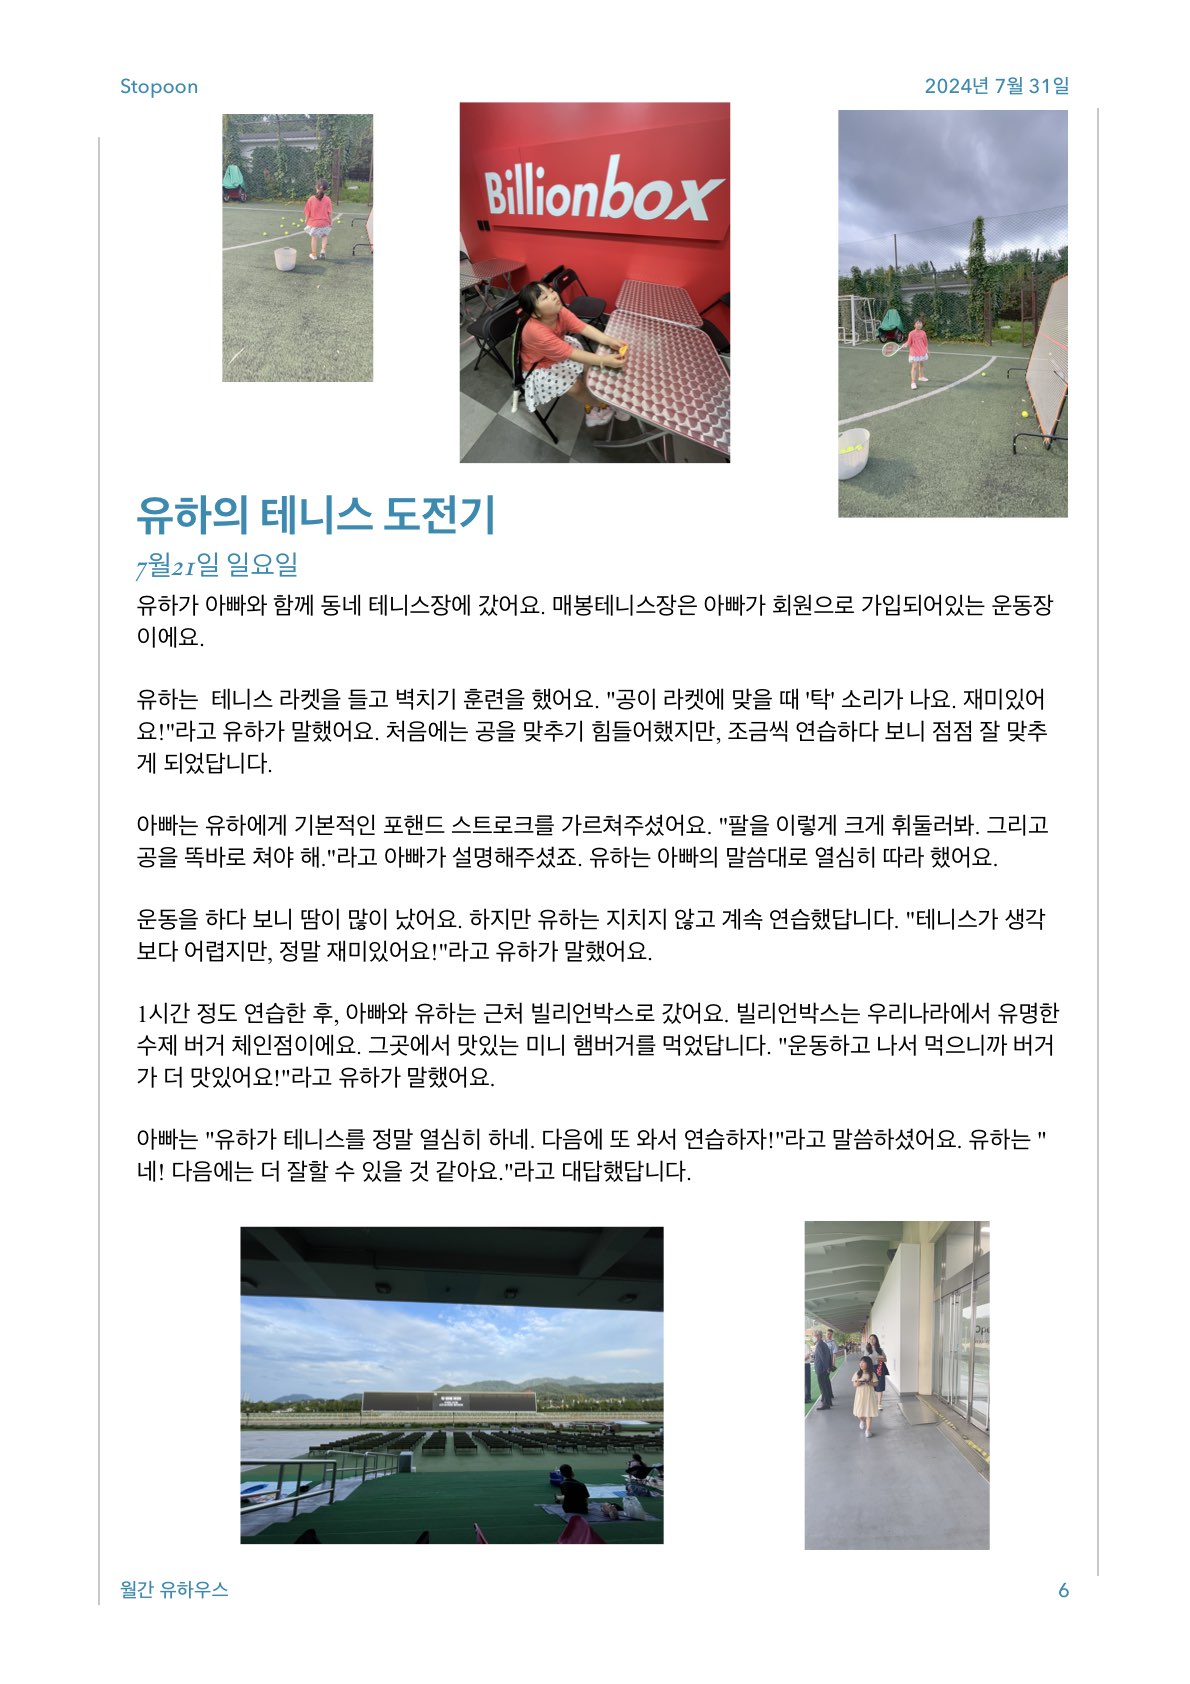 Stopoon
2024년 7월 31일
Billionbox
유하의 테니스 도전기
7월21일 일요일
유하가 아빠와 함께 동네 테니스장에 갔어요. 매봉테니스장은 아빠가 회원으로 가입되어있는 운동장
이에요.
유하는  테니스 라켓을 들고 벽치기 훈련을 했어요. "공이 라켓에 맞을 때 '탁' 소리가 나요. 재미있어
요!"라고 유하가 말했어요. 처음에는 공을 맞추기 힘들어했지만, 조금씩 연습하다 보니 점점 잘 맞추
게 되었답니다.
아빠는 유하에게 기본적인 포핸드 스트로크를 가르쳐주셨어요. "팔을 이렇게 크게 휘둘러봐. 그리고
공을 똑바로 쳐야 해."라고 아빠가 설명해주셨죠. 유하는 아빠의 말씀대로 열심히 따라 했어요.
운동을 하다 보니 땀이 많이 났어요. 하지만 유하는 지치지 않고 계속 연습했답니다. "테니스가 생각
보다 어렵지만, 정말 재미있어요!"라고 유하가 말했어요.
1시간 정도 연습한 후, 아빠와 유하는 근처 빌리언박스로 갔어요. 빌리언박스는 우리나라에서 유명한
수제 버거 체인점이에요. 그곳에서 맛있는 미니 햄버거를 먹었답니다. "운동하고 나서 먹으니까 버거
가 더 맛있어요!"라고 유하가 말했어요.
아빠는 "유하가 테니스를 정말 열심히 하네. 다음에 또 와서 연습하자!"라고 말씀하셨어요. 유하는 "
네! 다음에는 더 잘할 수 있을 것 같아요."라고 대답했답니다.
Ope
월간 유하우스
6